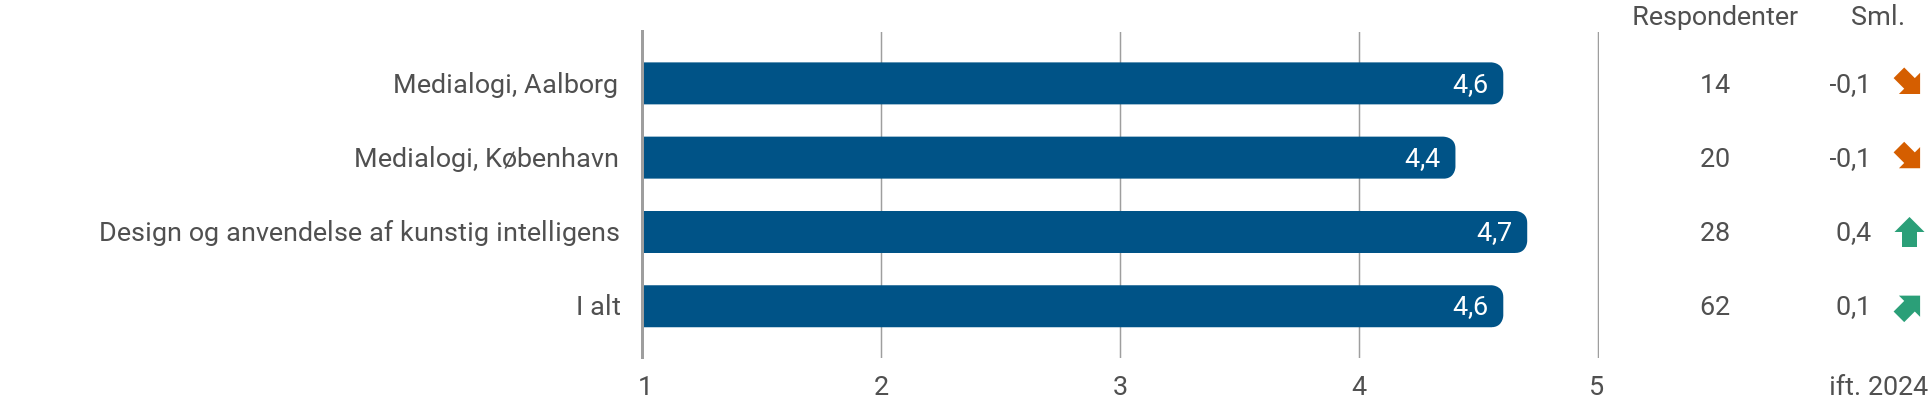 Respondenter Sml.
Medialogi, Aalborg 4,6 14 -0,1
Medialogi, København 4,4 20 -0,1
Design og anvendelse af kunstig intelligens 4,7 28 0,4
I alt 4,6 62 0,1
1 2 3 4 5 ift. 2024